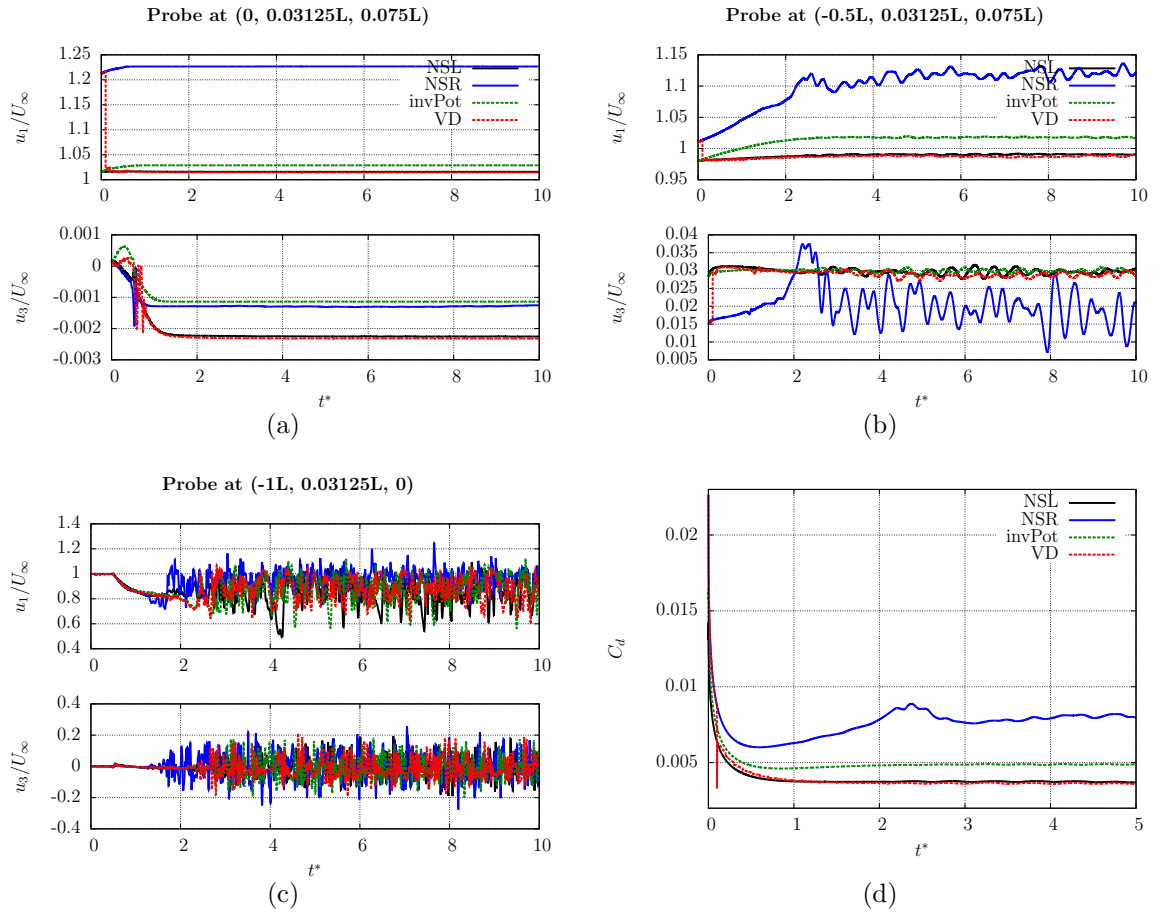 Probe at (0, 0.03125L, 0.075L)
u₁/U∞
1.25
1.2
1.15
1.1
1.05
1
NSL
NSR
invPot
VD
0 2 4 6 8 10
u₃/U∞
0.001
0
-0.001
-0.002
-0.003
0 2 4 6 8 10
t*
(a)
Probe at (-0.5L, 0.03125L, 0.075L)
u₁/U∞
1.15
1.1
1.05
1
0.95
NSL
NSR
invPot
VD
0 2 4 6 8 10
u₃/U∞
0.04
0.035
0.03
0.025
0.02
0.015
0.01
0.005
0 2 4 6 8 10
t*
(b)
Probe at (-1L, 0.03125L, 0)
u₁/U∞
1.4
1.2
1
0.8
0.6
0.4
0 2 4 6 8 10
u₃/U∞
0.4
0.2
0
-0.2
-0.4
0 2 4 6 8 10
t*
(c)
C_d
0.02
0.015
0.01
0.005
NSL
NSR
invPot
VD
0 1 2 3 4 5
t*
(d)